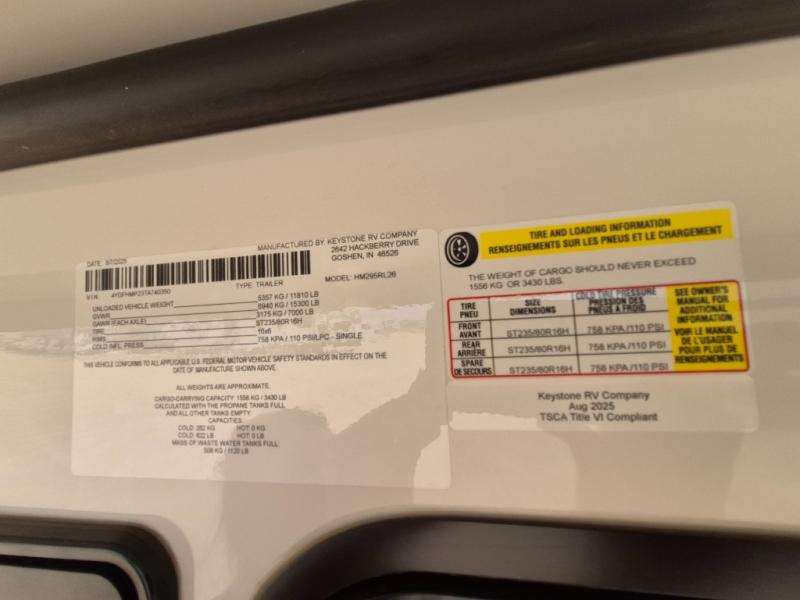 DATE: 8/7/2025
MANUFACTURED BY KEYSTONE RV COMPANY
2642 HACKBERRY DRIVE
GOSHEN, IN 46526
VIN: 4YDFHMP23TA740350
TYPE: TRAILER
MODEL: HM295RL26
UNLOADED VEHICLE WEIGHT 5357 KG / 11810 LB
GVWR 6940 KG / 15300 LB
GAWR (EACH AXLE) 3175 KG / 7000 LB
TIRE ST235/80R16H
RIMS 16x6
COLD INFL. PRESS 758 KPA / 110 PSI/LPC - SINGLE
THIS VEHICLE CONFORMS TO ALL APPLICABLE U.S. FEDERAL MOTOR VEHICLE SAFETY STANDARDS IN EFFECT ON THE
DATE OF MANUFACTURE SHOWN ABOVE.
ALL WEIGHTS ARE APPROXIMATE.
CARGO-CARRYING CAPACITY: 1556 KG / 3430 LB
CALCULATED WITH THE PROPANE TANKS FULL
AND ALL OTHER TANKS EMPTY.
CAPACITIES:
COLD: 282 KG HOT: 0 KG
COLD: 622 LB HOT: 0 LB
MASS OF WASTE WATER TANKS FULL:
508 KG / 1120 LB
TIRE AND LOADING INFORMATION
RENSEIGNEMENTS SUR LES PNEUS ET LE CHARGEMENT
THE WEIGHT OF CARGO SHOULD NEVER EXCEED
1556 KG OR 3430 LBS.
TIRE
PNEU
SIZE
DIMENSIONS
COLD TIRE PRESSURE
PRESSION DES
PNEUS À FROID
FRONT
AVANT
ST235/80R16H
758 KPA /110 PSI
REAR
ARRIÈRE
ST235/80R16H
758 KPA /110 PSI
SPARE
DE SECOURS
ST235/80R16H
758 KPA /110 PSI
SEE OWNER'S
MANUAL FOR
ADDITIONAL
INFORMATION
VOIR LE MANUEL
DE L'USAGER
POUR PLUS DE
RENSEIGNEMENTS
Keystone RV Company
Aug 2025
TSCA Title VI Compliant